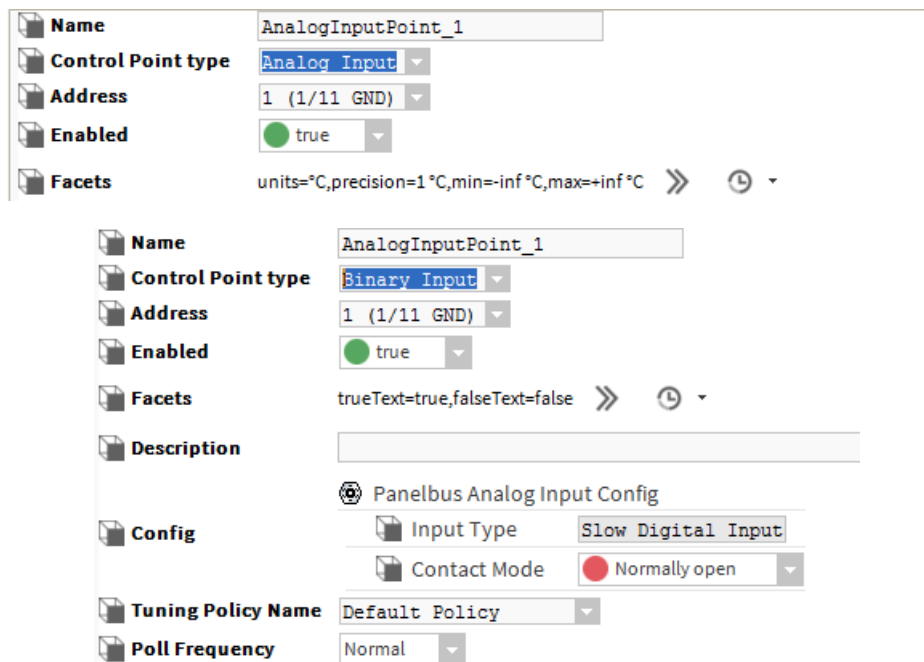 Name AnalogInputPoint_1
Control Point type Analog Input
Address 1 (1/11 GND)
Enabled true
Facets units=°C,precision=1 °C,min=-inf °C,max=+inf °C
Name AnalogInputPoint_1
Control Point type Binary Input
Address 1 (1/11 GND)
Enabled true
Facets trueText=true,falseText=false
Description
Panelbus Analog Input Config
Config Input Type Slow Digital Input
Contact Mode Normally open
Tuning Policy Name Default Policy
Poll Frequency Normal